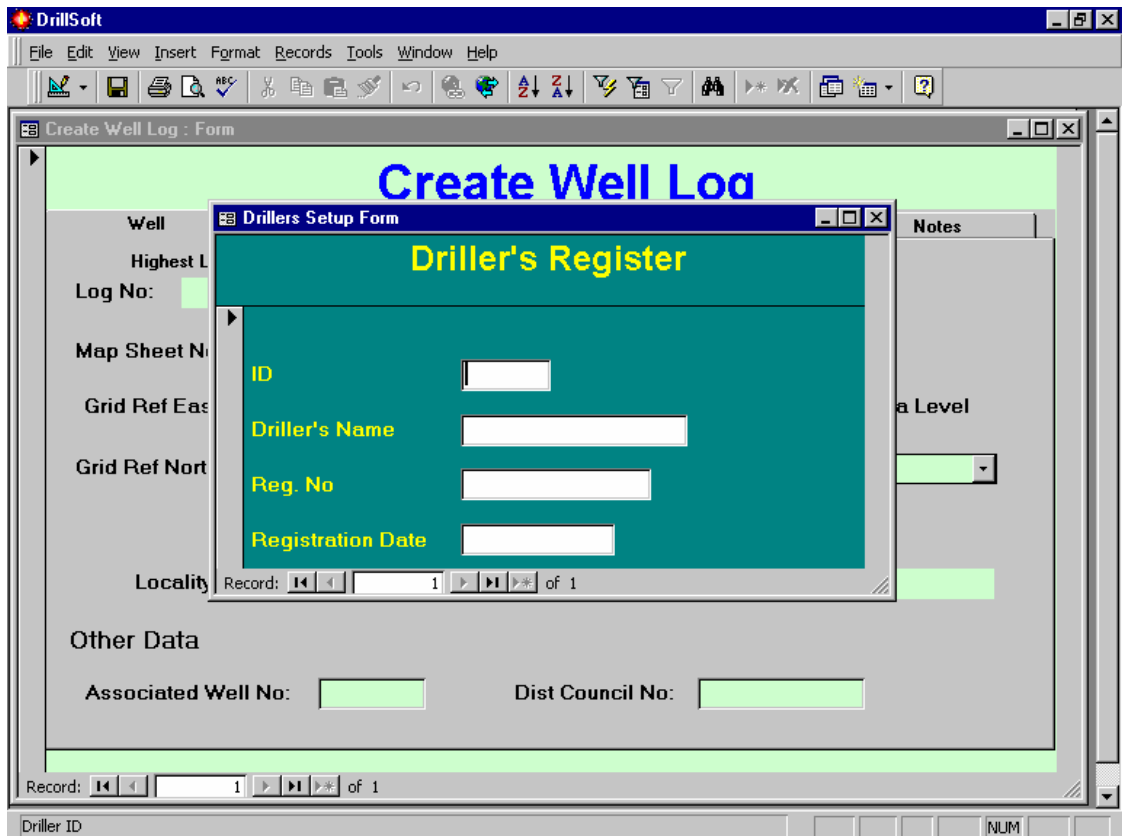 DrillSoft
File Edit View Insert Format Records Tools Window Help
Create Well Log : Form
Create Well Log
Well
Notes
Highest L
Log No:
Map Sheet N
Grid Ref Eas
a Level
Grid Ref Nort
Locality
Drillers Setup Form
Driller's Register
ID
Driller's Name
Reg. No
Registration Date
Record: 1 of 1
Other Data
Associated Well No:
Dist Council No:
Record: 1 of 1
Driller ID
NUM